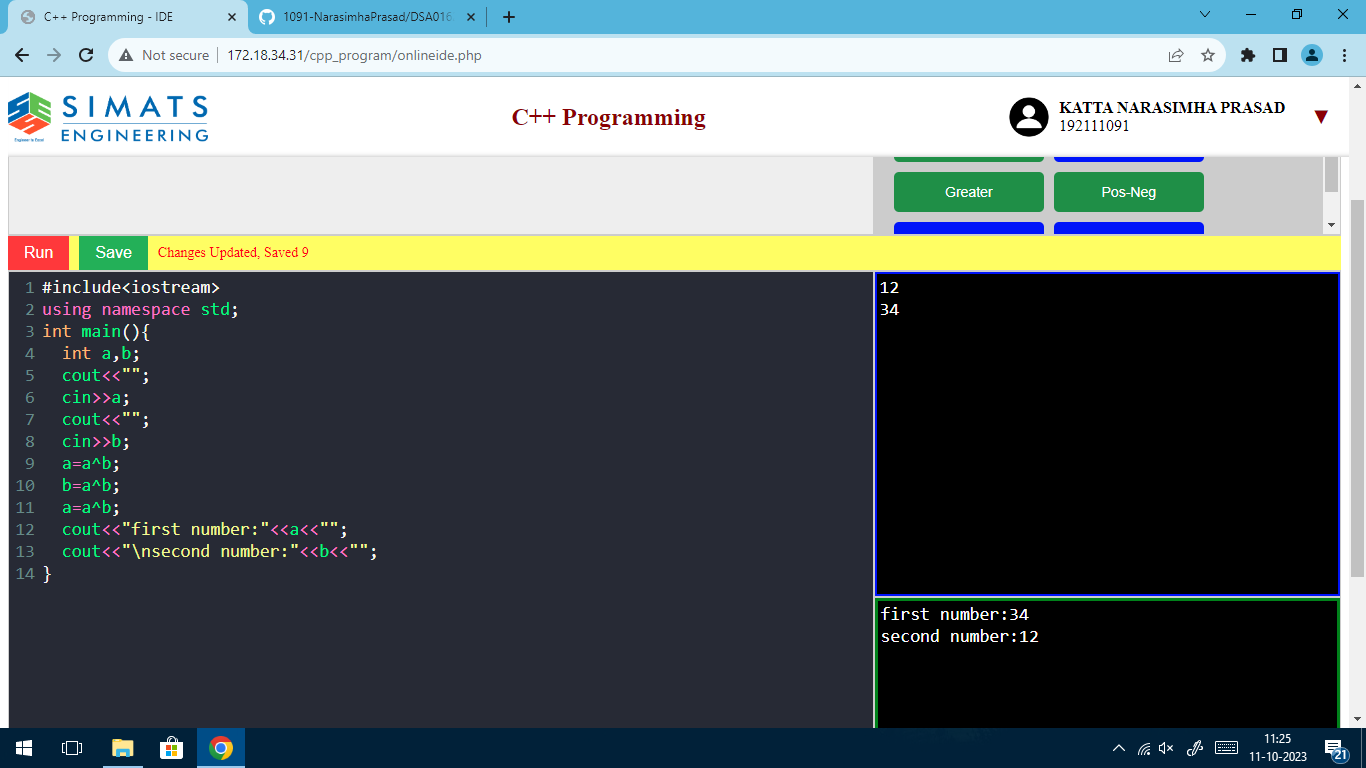 C++ Programming - IDE
1091-NarasimhaPrasad/DSA016
Not secure
172.18.34.31/cpp_program/onlineide.php
SIMATS
ENGINEERING
Engineer to Excel
C++ Programming
KATTA NARASIMHA PRASAD
192111091
▼
Greater
Pos-Neg
Run
Save
Changes Updated, Saved 9
1 #include<iostream>
2 using namespace std;
3 int main(){
4   int a,b;
5   cout<<"";
6   cin>>a;
7   cout<<"";
8   cin>>b;
9   a=a^b;
10   b=a^b;
11   a=a^b;
12   cout<<"first number:"<<a<<"";
13   cout<<"\nsecond number:"<<b<<"";
14 }
12
34
first number:34
second number:12
11:25
11-10-2023
21